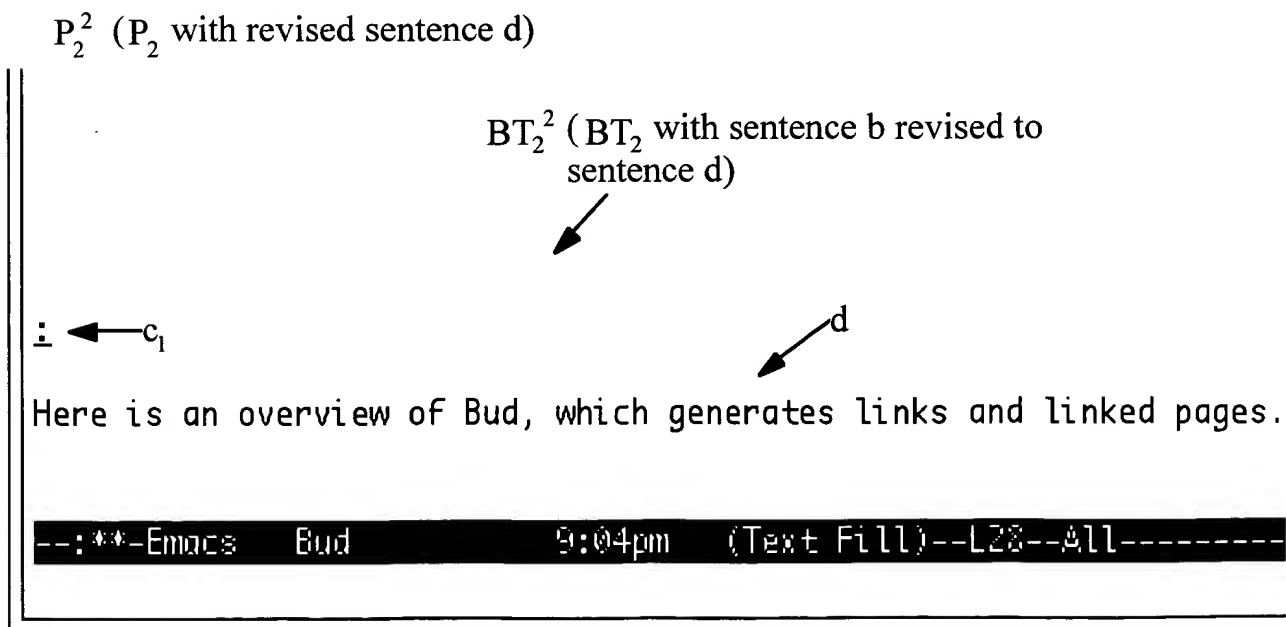 P₂² (P₂ with revised sentence d)
BT₂² (BT₂ with sentence b revised to
sentence d)
: c₁
d
Here is an overview of Bud, which generates links and linked pages.
--:**-Emacs Bud 9:04pm (Text Fill)--L28--All---------